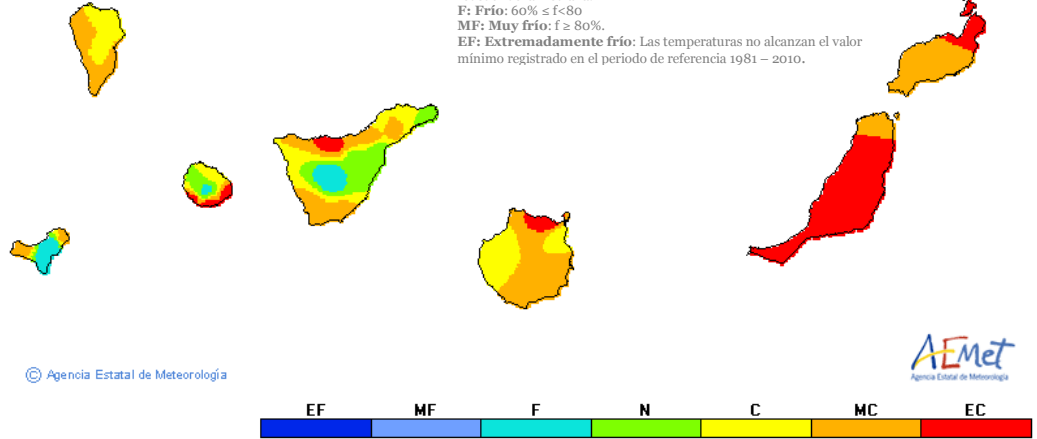 F: Frío: 60% ≤ f<80
MF: Muy frío: f ≥ 80%.
EF: Extremadamente frío: Las temperaturas no alcanzan el valor
mínimo registrado en el periodo de referencia 1981 – 2010.
AEMet
Agencia Estatal de Meteorología
© Agencia Estatal de Meteorología
EF MF F N C MC EC